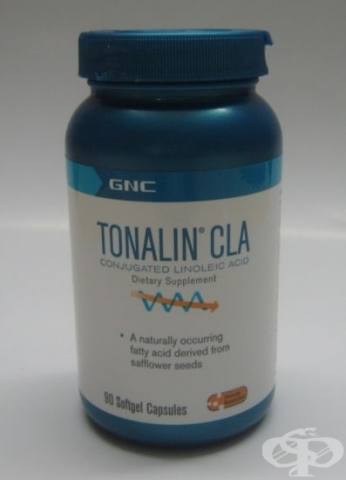 GNC
TONALIN® CLA
CONJUGATED LINOLEIC ACID
Dietary Supplement
• A naturally occurring
fatty acid derived from
safflower seeds
90 Softgel Capsules